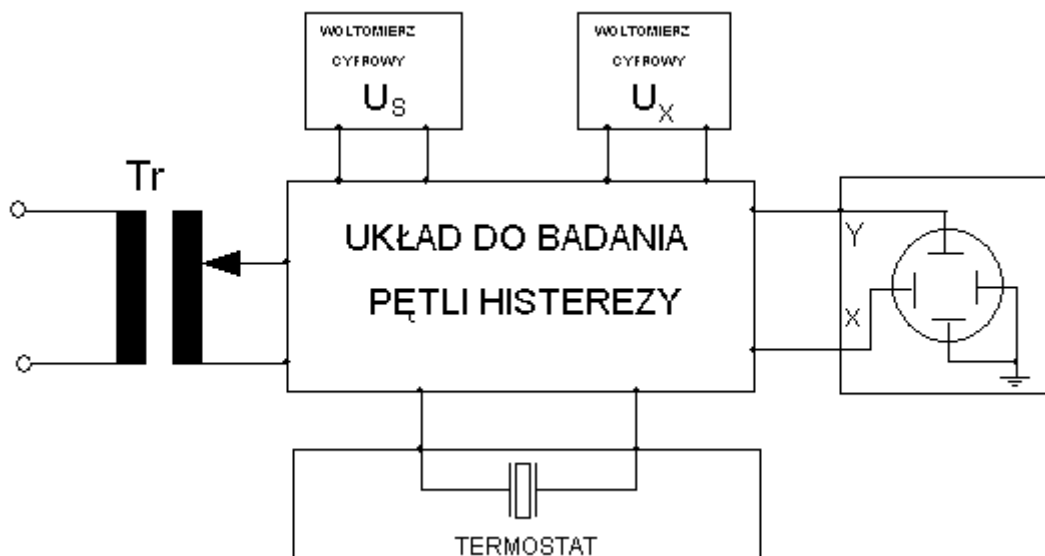 WOLTOMIERZ
CYFROWY
U_S
WOLTOMIERZ
CYFROWY
U_X
Tr
UKŁAD DO BADANIA
PĘTLI HISTEREZY
Y
X
TERMOSTAT